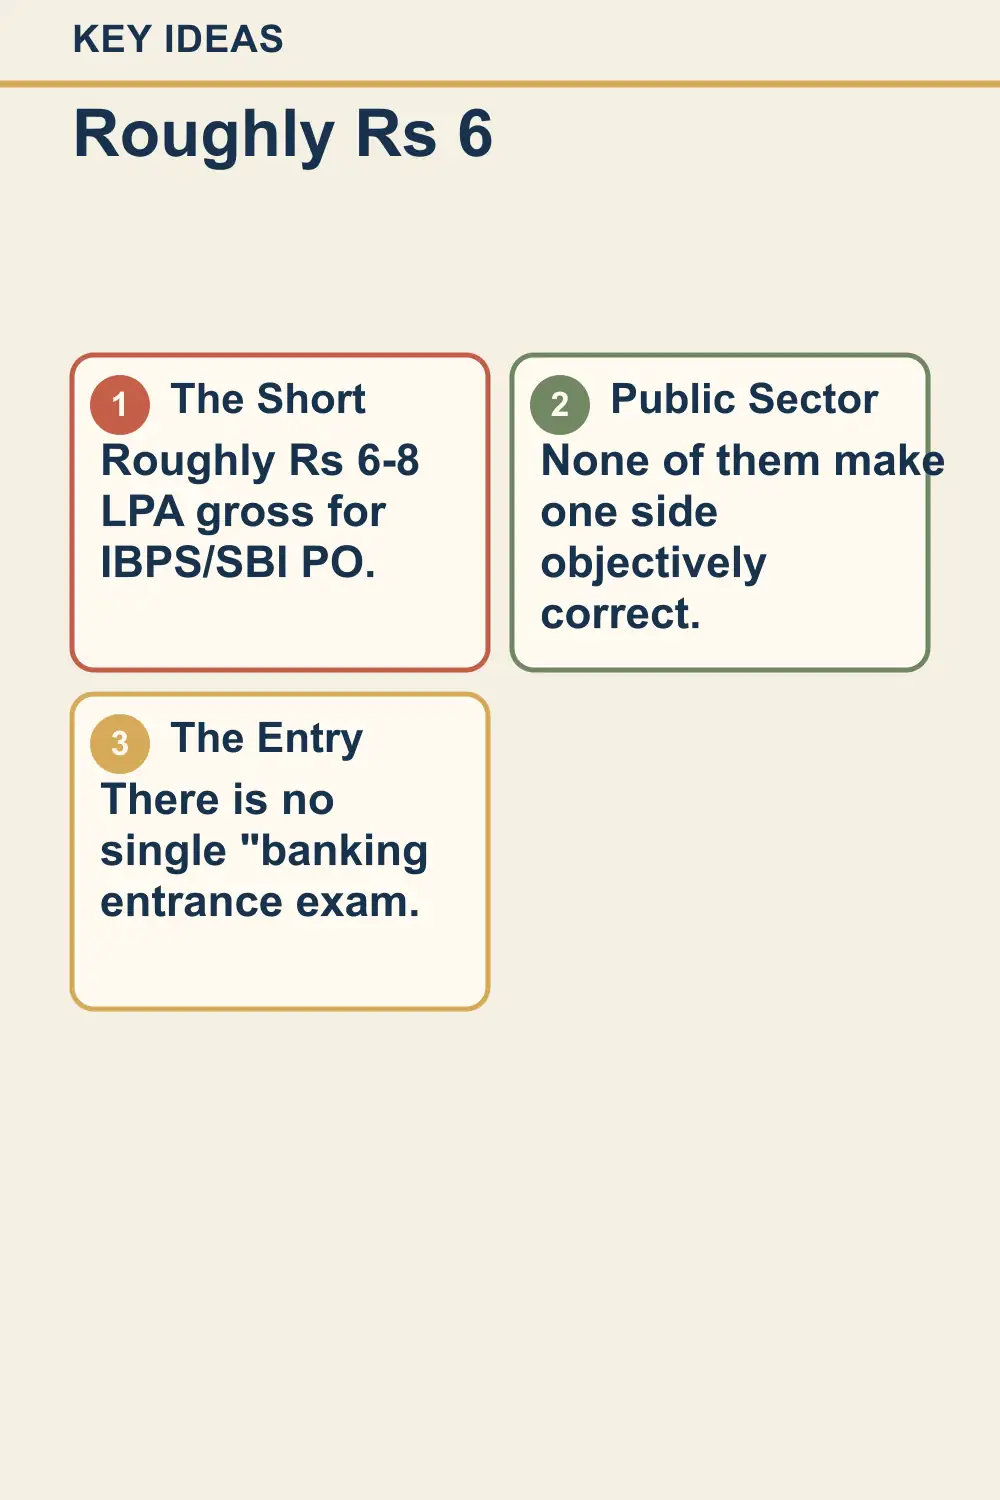 KEY IDEAS
Roughly Rs 6
1 The Short
Roughly Rs 6-8
LPA gross for
IBPS/SBI PO.
2 Public Sector
None of them make
one side
objectively
correct.
3 The Entry
There is no
single "banking
entrance exam.